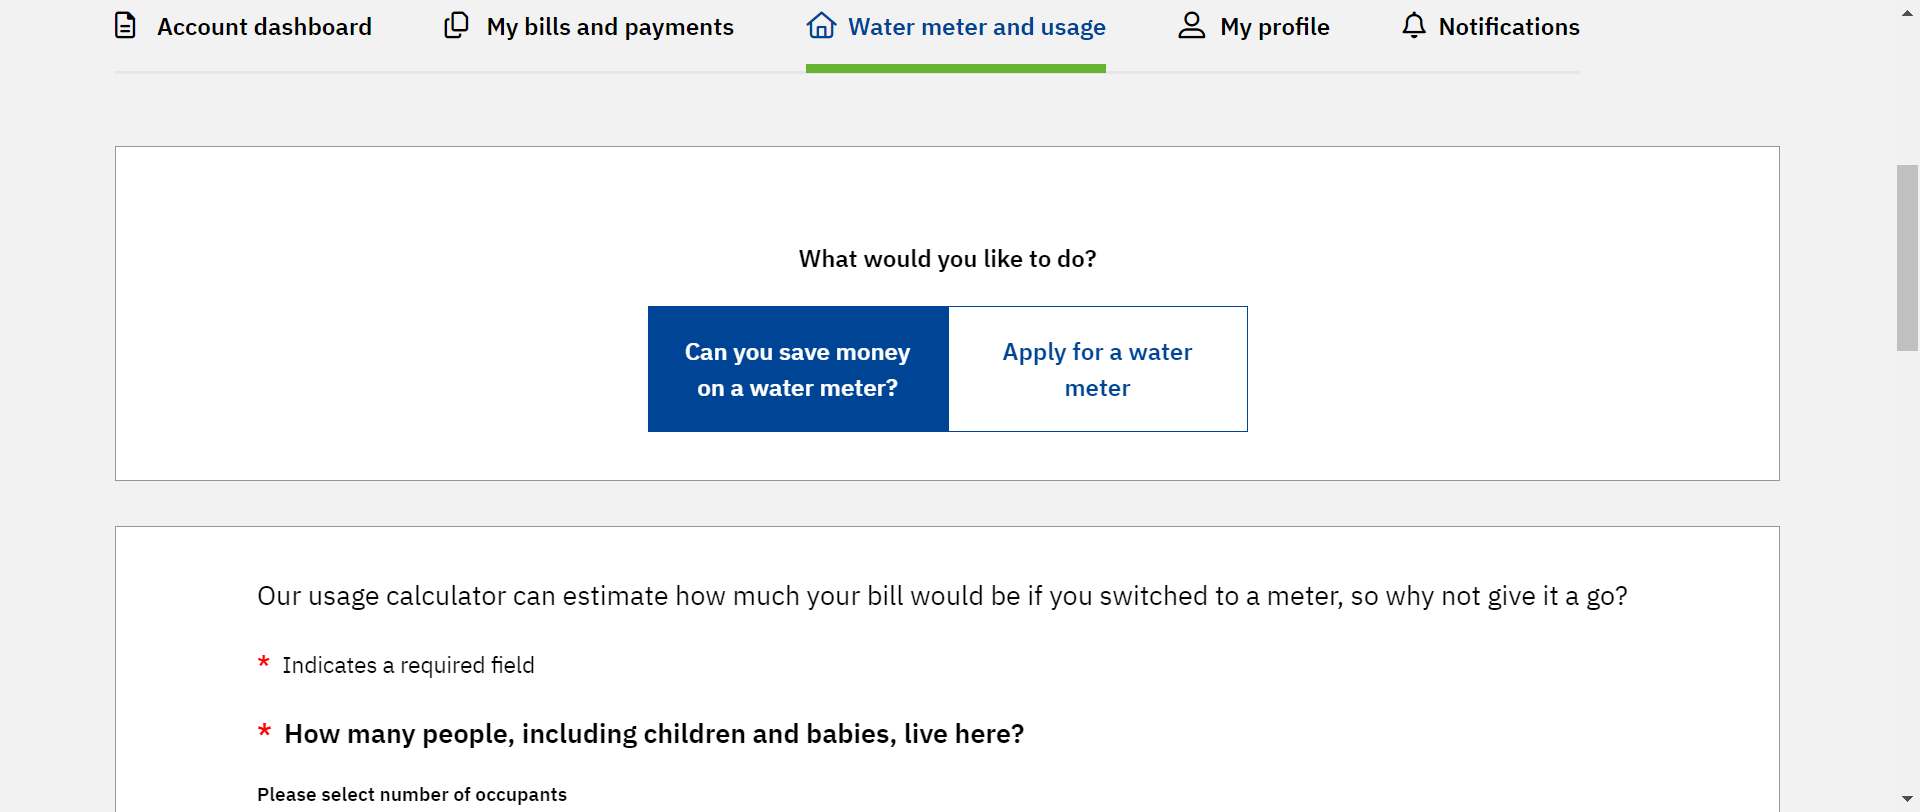 Account dashboard
My bills and payments
Water meter and usage
My profile
Notifications
What would you like to do?
Can you save money
on a water meter?
Apply for a water
meter
Our usage calculator can estimate how much your bill would be if you switched to a meter, so why not give it a go?
* Indicates a required field
* How many people, including children and babies, live here?
Please select number of occupants